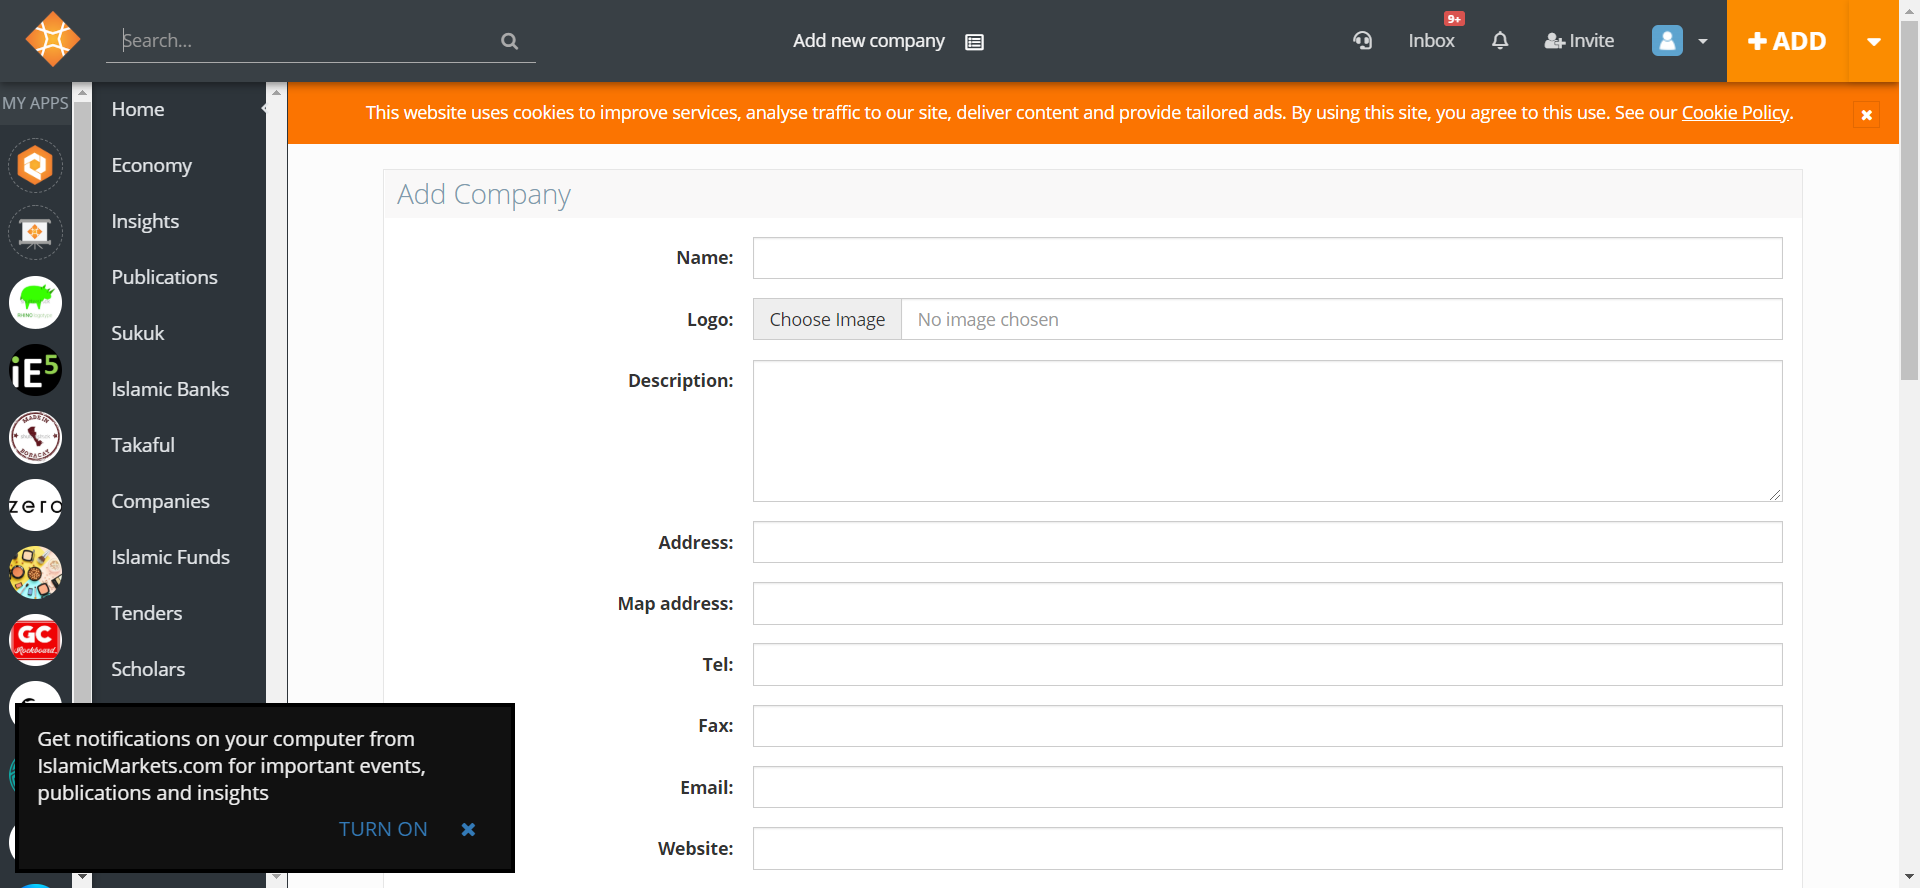 Search...
Add new company
9+
Inbox
Invite
ADD
MY APPS
Home
Economy
Insights
Publications
Sukuk
Islamic Banks
Takaful
Companies
Islamic Funds
Tenders
Scholars
iE5
MADE IN
BORACAY
zero
GC
Rockboard
This website uses cookies to improve services, analyse traffic to our site, deliver content and provide tailored ads. By using this site, you agree to this use. See our Cookie Policy.
Add Company
Name:
Logo:
Choose Image
No image chosen
Description:
Address:
Map address:
Tel:
Fax:
Email:
Website:
Get notifications on your computer from
IslamicMarkets.com for important events,
publications and insights
TURN ON